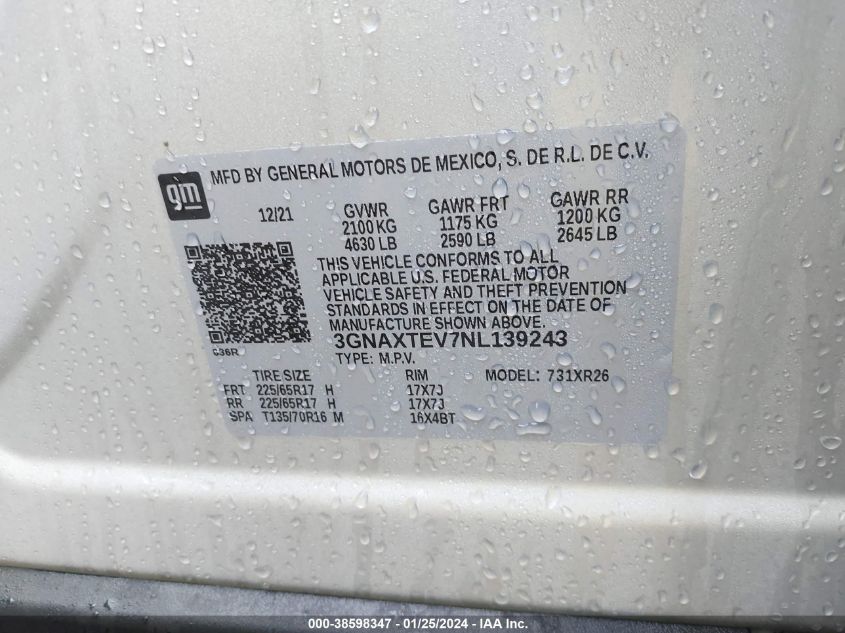 gm MFD BY GENERAL MOTORS DE MEXICO, S. DE R.L. DE C.V.
12/21 GVWR GAWR FRT GAWR RR
2100 KG 1175 KG 1200 KG
4630 LB 2590 LB 2645 LB
THIS VEHICLE CONFORMS TO ALL
APPLICABLE U.S. FEDERAL MOTOR
VEHICLE SAFETY AND THEFT PREVENTION
STANDARDS IN EFFECT ON THE DATE OF
MANUFACTURE SHOWN ABOVE.
3GNAXTEV7NL139243
G36R
TYPE: M.P.V.
TIRE SIZE RIM MODEL: 731XR26
FRT 225/65R17 H 17X7J
RR 225/65R17 H 17X7J
SPA T135/70R16 M 16X4BT
000-38598347 - 01/25/2024 - IAA Inc.